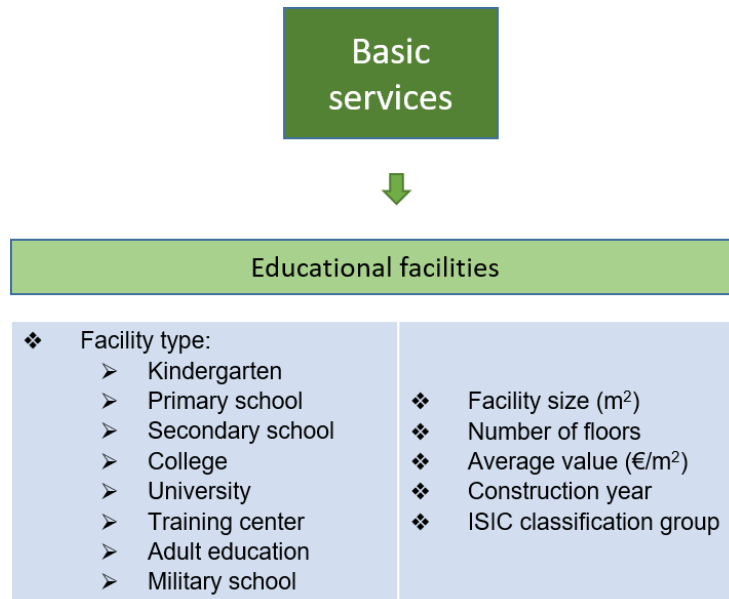 Basic
services
Educational facilities
❖ Facility type:
➢ Kindergarten
➢ Primary school
➢ Secondary school
➢ College
➢ University
➢ Training center
➢ Adult education
➢ Military school
❖ Facility size (m²)
❖ Number of floors
❖ Average value (€/m²)
❖ Construction year
❖ ISIC classification group